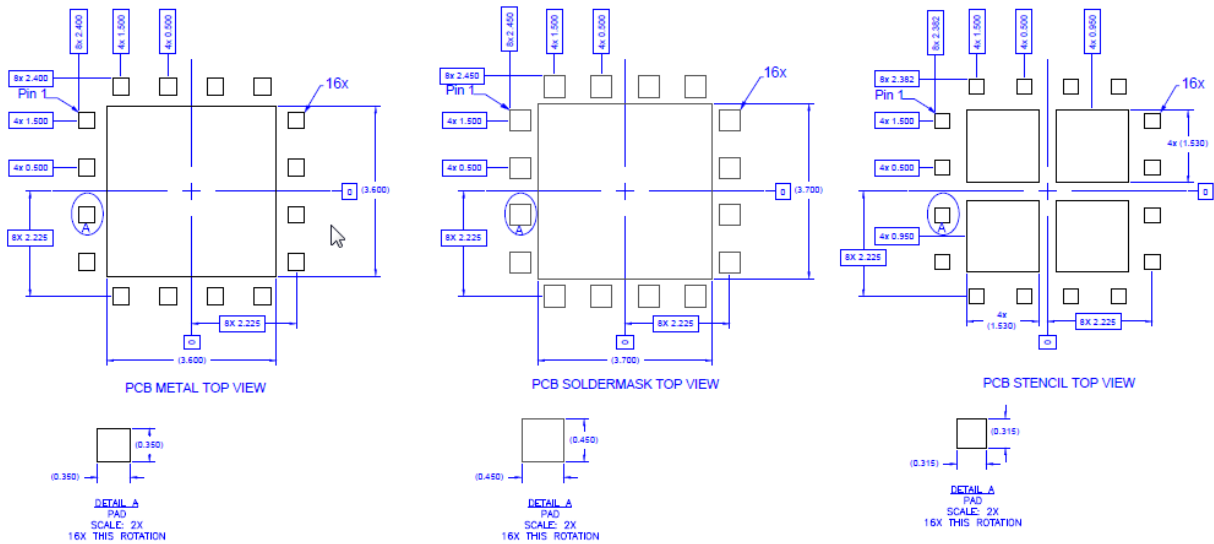 8x 2.400
4x 1.500
4x 0.500
8x 2.400
Pin 1
16x
4x 1.500
4x 0.500
0
(3.600)
A
8X 2.225
8X 2.225
0
(3.600)
PCB METAL TOP VIEW
(0.350)
(0.350)
DETAIL A
PAD
SCALE: 2X
16X THIS ROTATION
8x 2.450
4x 1.500
4x 0.500
8x 2.450
Pin 1
16x
4x 1.500
4x 0.500
0
(3.700)
A
8X 2.225
8X 2.225
0
(3.700)
PCB SOLDERMASK TOP VIEW
(0.450)
(0.450)
DETAIL A
PAD
SCALE: 2X
16X THIS ROTATION
8x 2.382
4x 1.500
4x 0.500
4x 0.950
8x 2.382
Pin 1
16x
4x 1.500
4x (1.530)
4x 0.500
0
A
4x 0.950
8X 2.225
4x
(1.530)
8X 2.225
0
PCB STENCIL TOP VIEW
(0.315)
(0.315)
DETAIL A
PAD
SCALE: 2X
16X THIS ROTATION